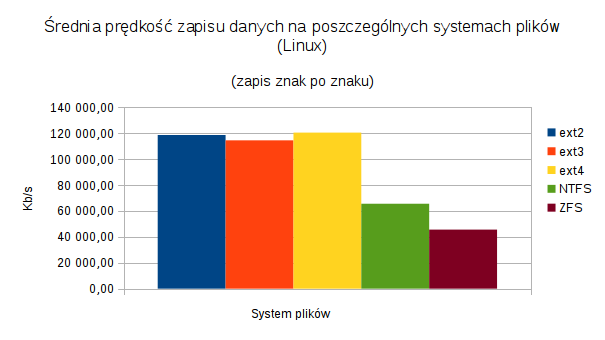 Średnia prędkość zapisu danych na poszczególnych systemach plików
(Linux)
(zapis znak po znaku)
140 000,00
120 000,00
100 000,00
80 000,00
60 000,00
40 000,00
20 000,00
0,00
Kb/s
System plików
ext2
ext3
ext4
NTFS
ZFS